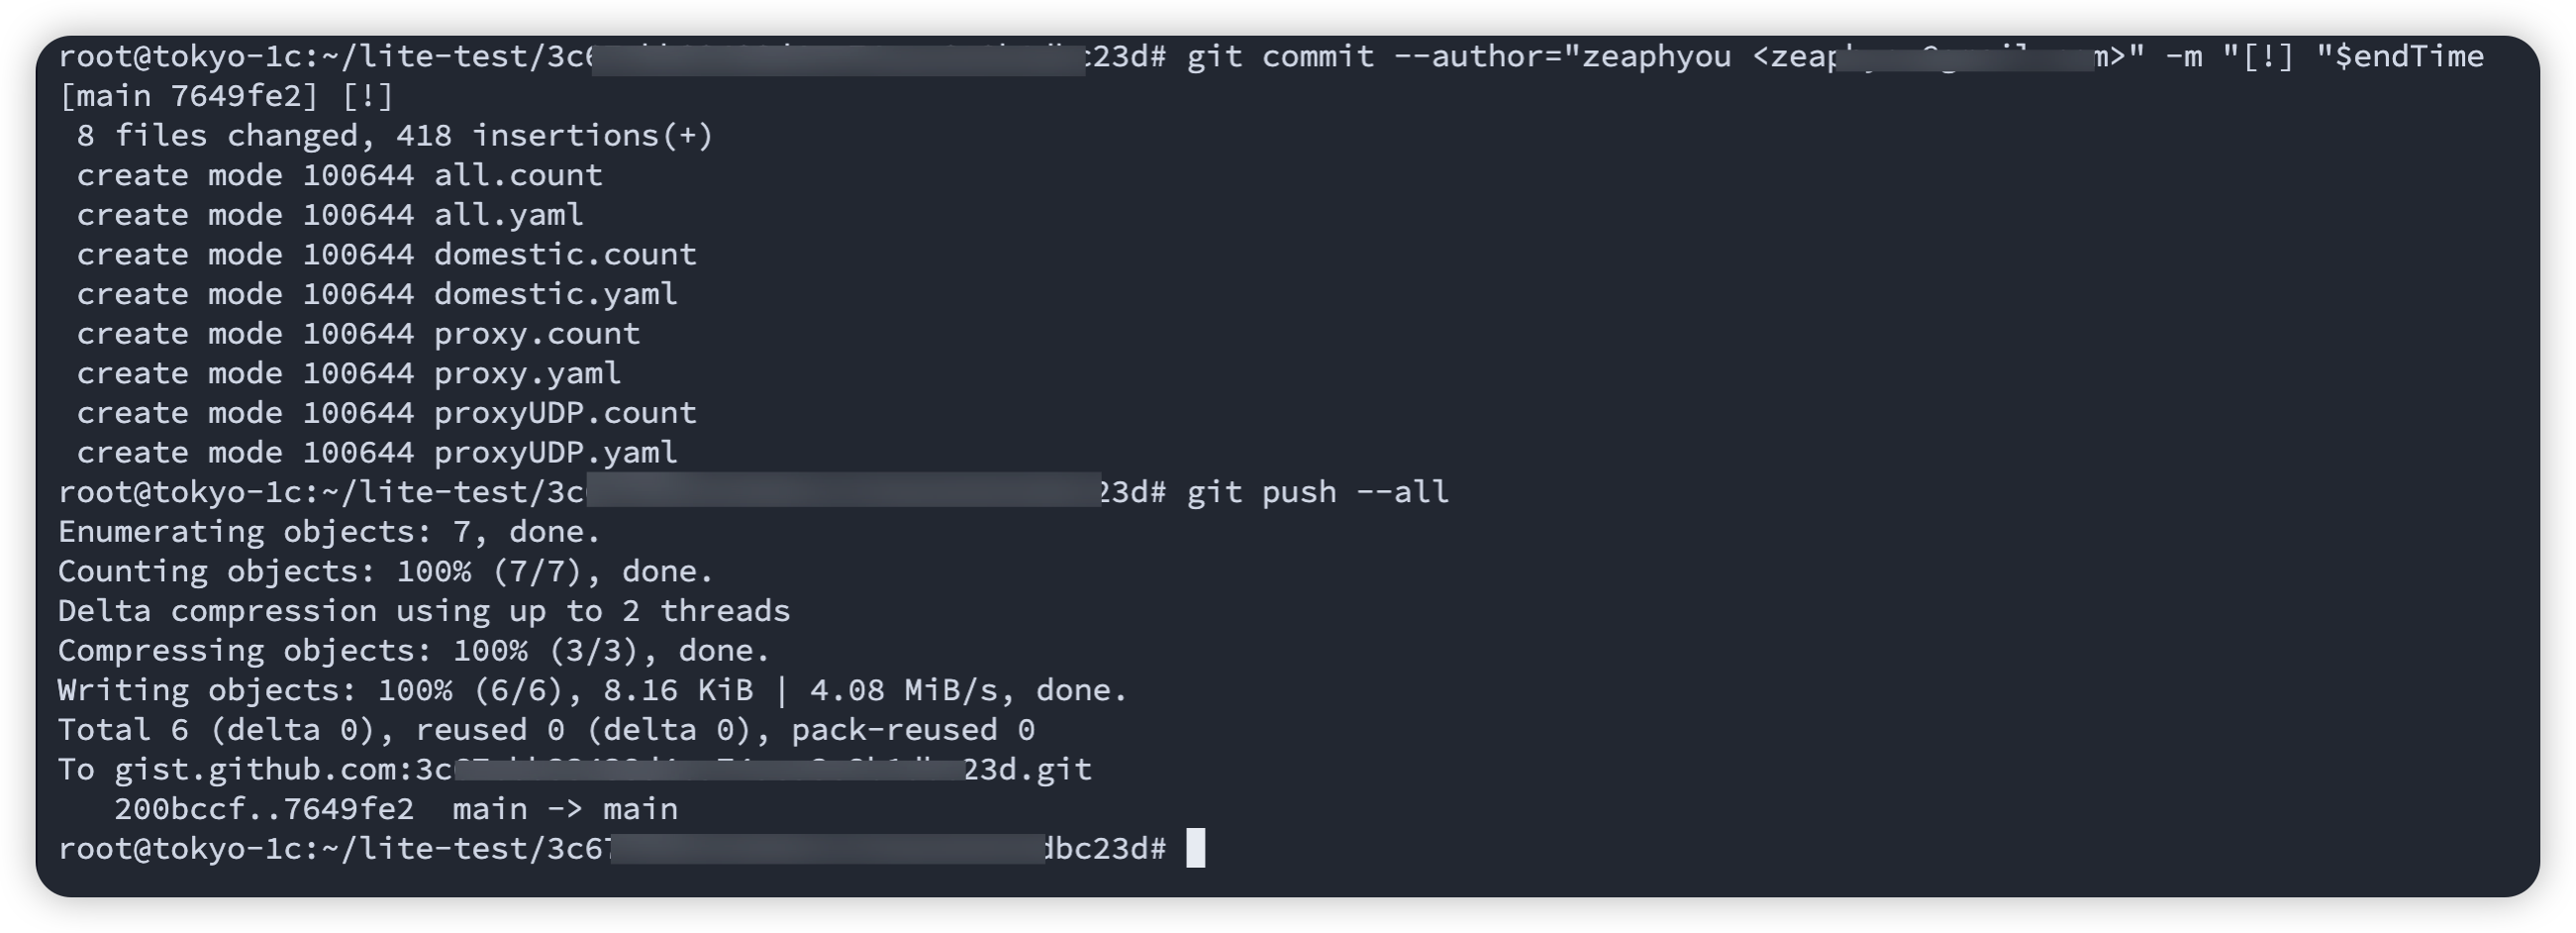 root@tokyo-1c:~/lite-test/3c c23d# git commit --author="zeaphyou <zeap m>" -m "[!] "$endTime
[main 7649fe2] [!]
 8 files changed, 418 insertions(+)
 create mode 100644 all.count
 create mode 100644 all.yaml
 create mode 100644 domestic.count
 create mode 100644 domestic.yaml
 create mode 100644 proxy.count
 create mode 100644 proxy.yaml
 create mode 100644 proxyUDP.count
 create mode 100644 proxyUDP.yaml
root@tokyo-1c:~/lite-test/3c 23d# git push --all
Enumerating objects: 7, done.
Counting objects: 100% (7/7), done.
Delta compression using up to 2 threads
Compressing objects: 100% (3/3), done.
Writing objects: 100% (6/6), 8.16 KiB | 4.08 MiB/s, done.
Total 6 (delta 0), reused 0 (delta 0), pack-reused 0
To gist.github.com:3c 23d.git
   200bccf..7649fe2  main -> main
root@tokyo-1c:~/lite-test/3c6 dbc23d#